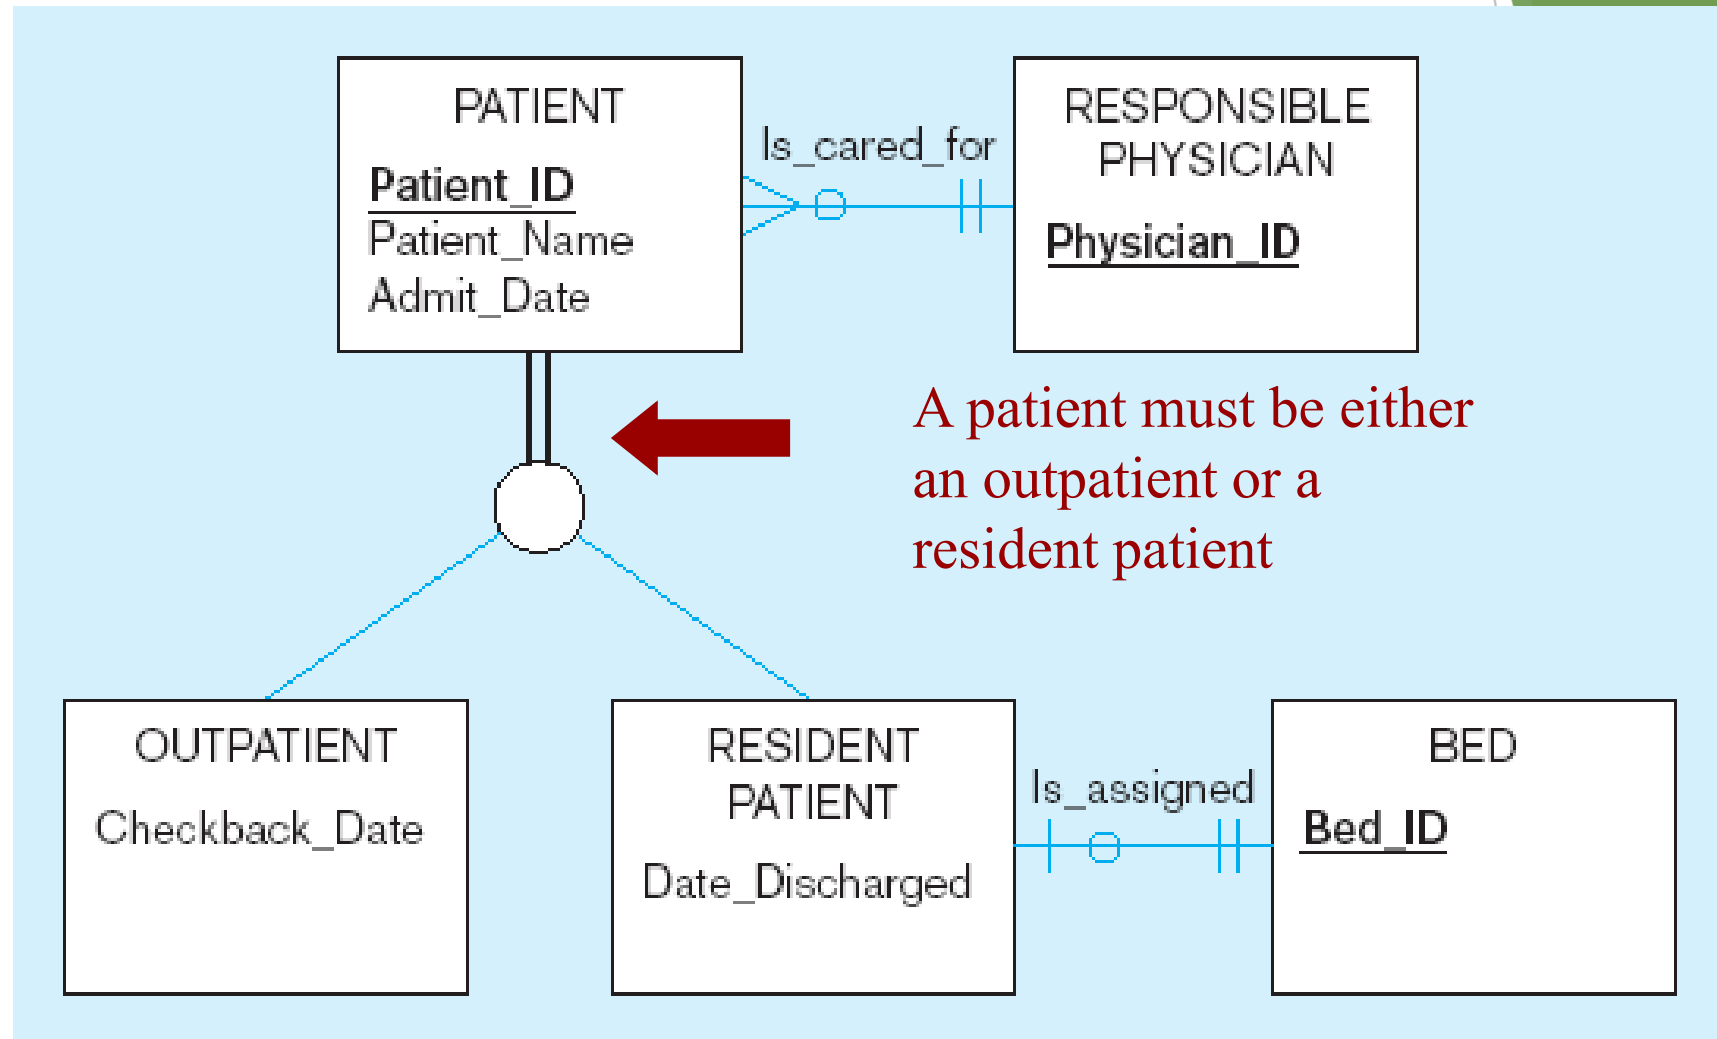 PATIENT
Patient_ID
Patient_Name
Admit_Date
Is_cared_for
RESPONSIBLE
PHYSICIAN
Physician_ID
A patient must be either
an outpatient or a
resident patient
OUTPATIENT
Checkback_Date
RESIDENT
PATIENT
Date_Discharged
Is_assigned
BED
Bed_ID